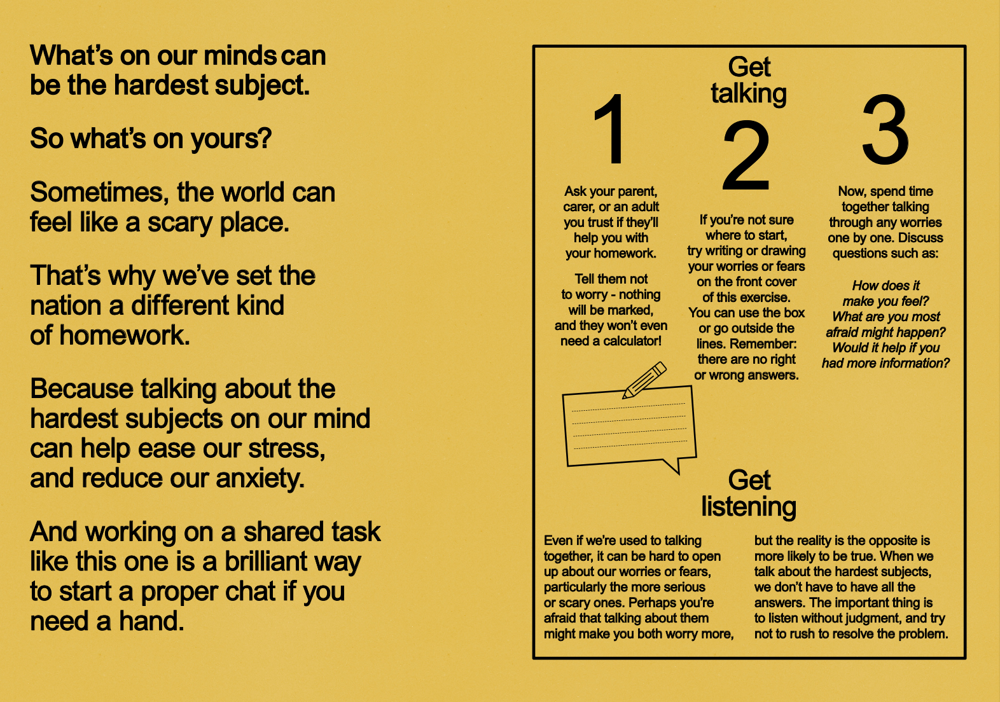 What’s on our minds can
be the hardest subject.
So what’s on yours?
Sometimes, the world can
feel like a scary place.
That’s why we’ve set the
nation a different kind
of homework.
Because talking about the
hardest subjects on our mind
can help ease our stress,
and reduce our anxiety.
And working on a shared task
like this one is a brilliant way
to start a proper chat if you
need a hand.
Get
talking
1
Ask your parent,
carer, or an adult
you trust if they’ll
help you with
your homework.
Tell them not
to worry - nothing
will be marked,
and they won’t even
need a calculator!
2
If you’re not sure
where to start,
try writing or drawing
your worries or fears
on the front cover
of this exercise.
You can use the box
or go outside the
lines. Remember:
there are no right
or wrong answers.
3
Now, spend time
together talking
through any worries
one by one. Discuss
questions such as:
How does it
make you feel?
What are you most
afraid might happen?
Would it help if you
had more information?
Get
listening
Even if we’re used to talking
together, it can be hard to open
up about our worries or fears,
particularly the more serious
or scary ones. Perhaps you’re
afraid that talking about them
might make you both worry more,
but the reality is the opposite is
more likely to be true. When we
talk about the hardest subjects,
we don’t have to have all the
answers. The important thing is
to listen without judgment, and try
not to rush to resolve the problem.